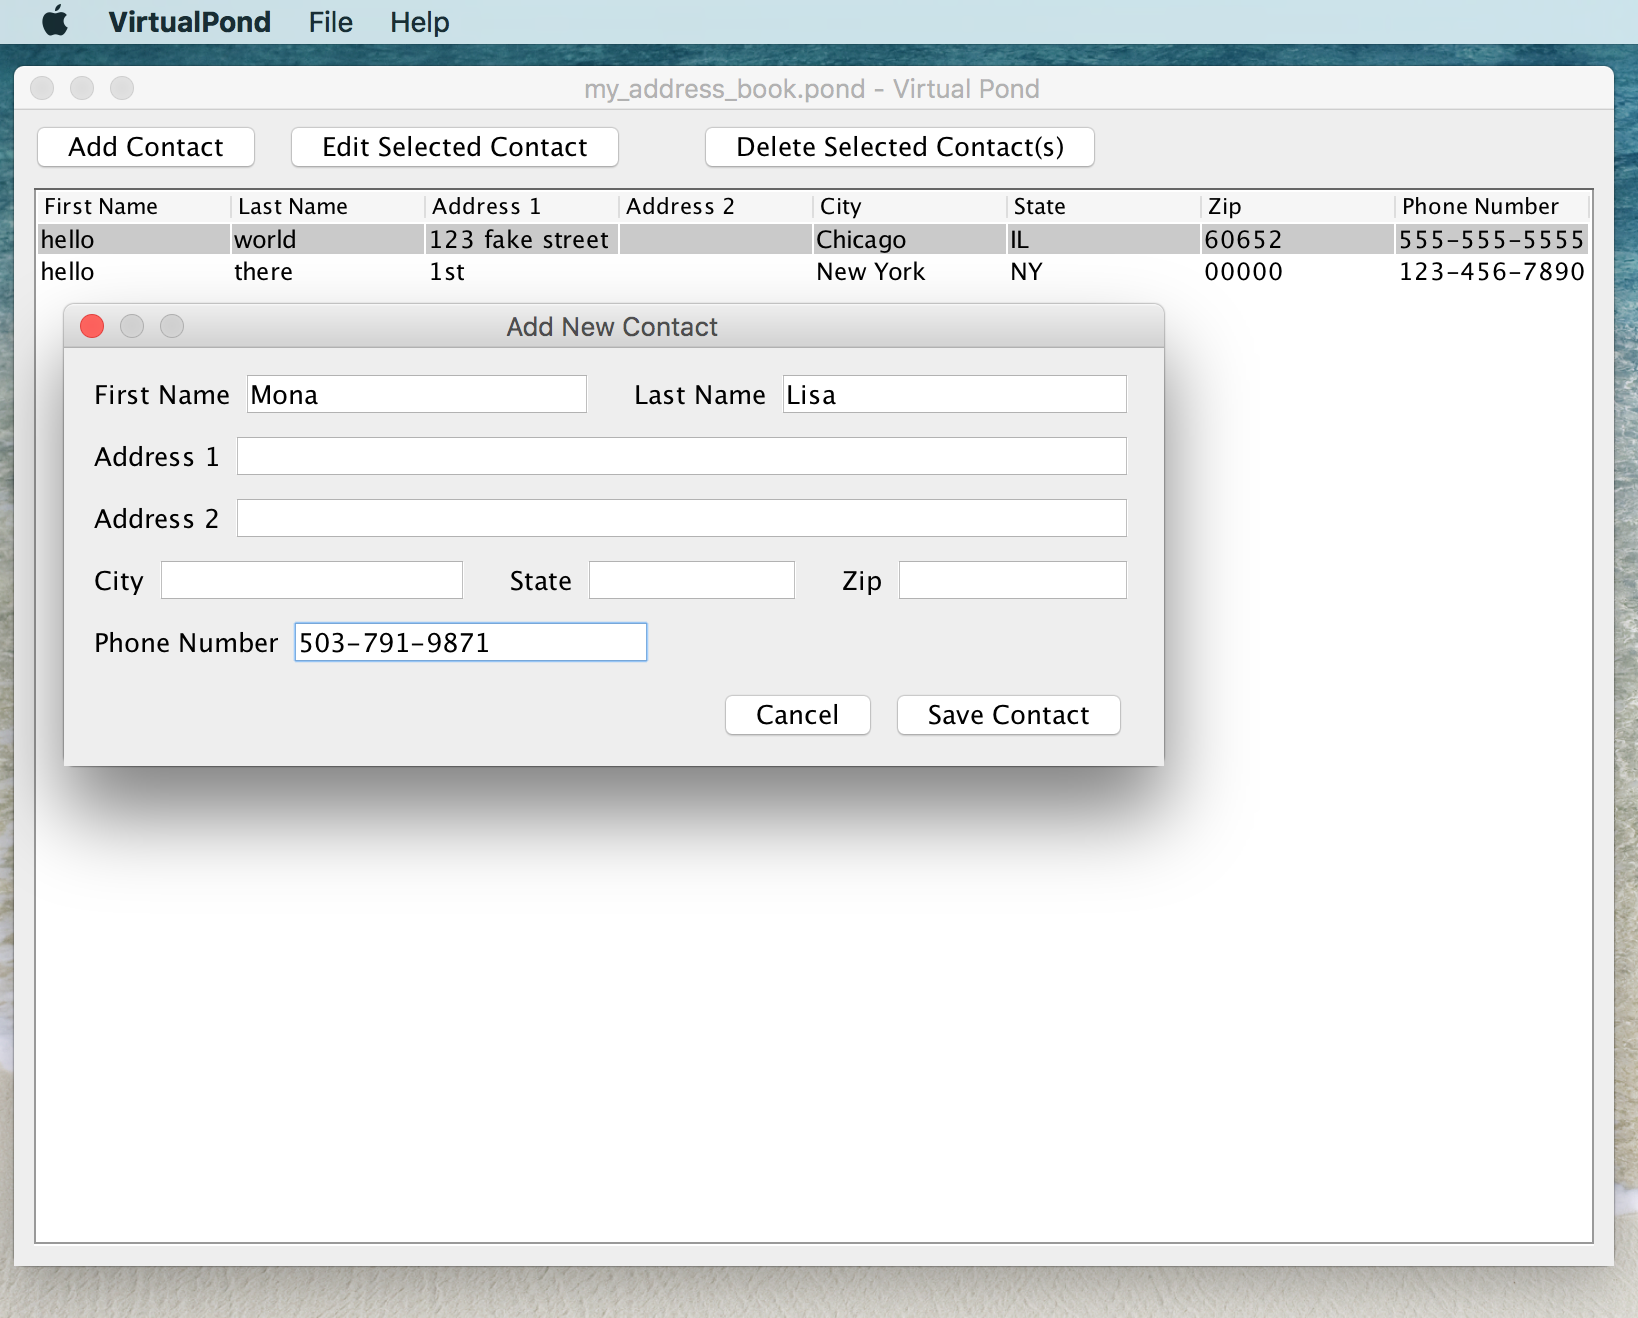 VirtualPond File Help
my_address_book.pond - Virtual Pond
Add Contact Edit Selected Contact Delete Selected Contact(s)
First Name Last Name Address 1 Address 2 City State Zip Phone Number
hello world 123 fake street Chicago IL 60652 555-555-5555
hello there 1st New York NY 00000 123-456-7890
Add New Contact
First Name Mona Last Name Lisa
Address 1
Address 2
City State Zip
Phone Number 503-791-9871
Cancel Save Contact